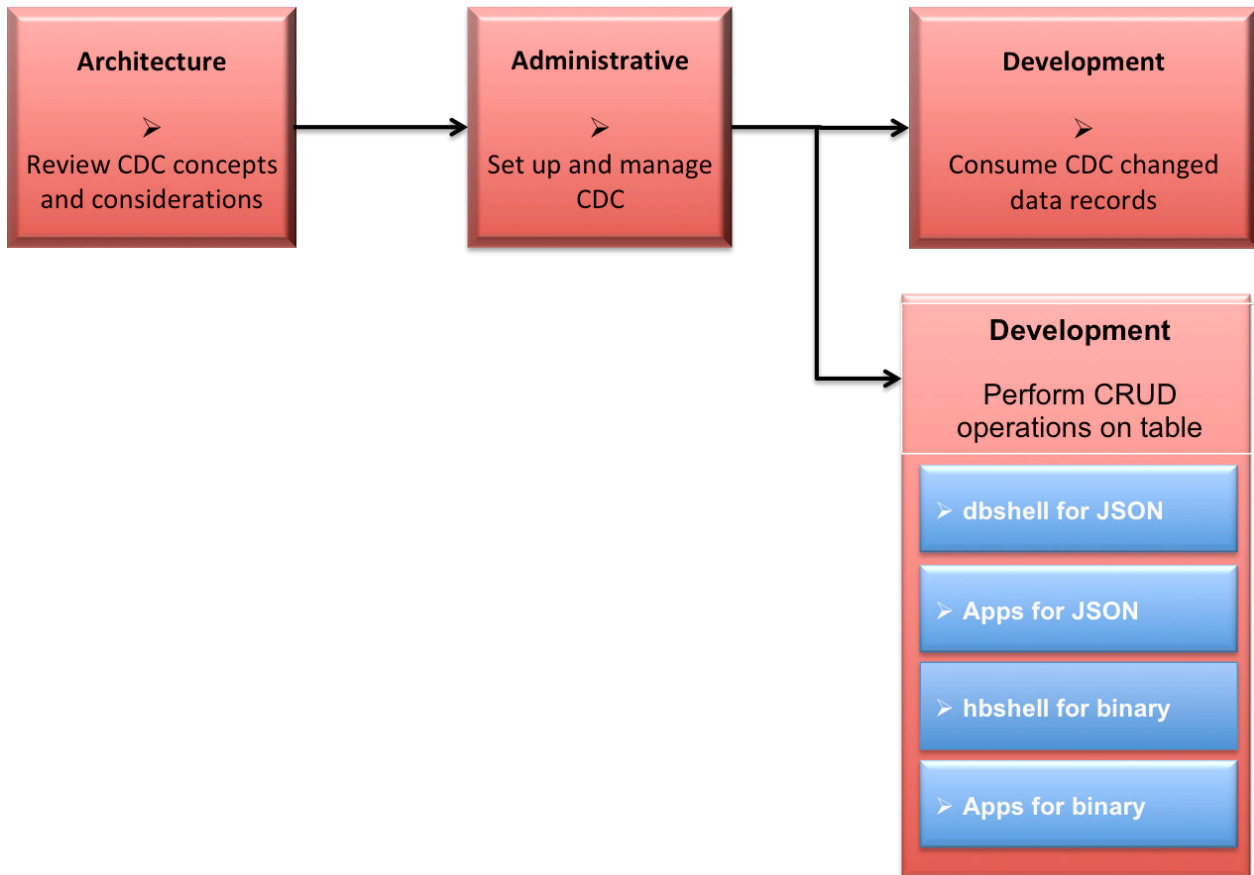 Architecture
➢
Review CDC concepts
and considerations
Administrative
➢
Set up and manage
CDC
Development
➢
Consume CDC changed
data records
Development
Perform CRUD
operations on table
➢ dbshell for JSON
➢ Apps for JSON
➢ hbshell for binary
➢ Apps for binary